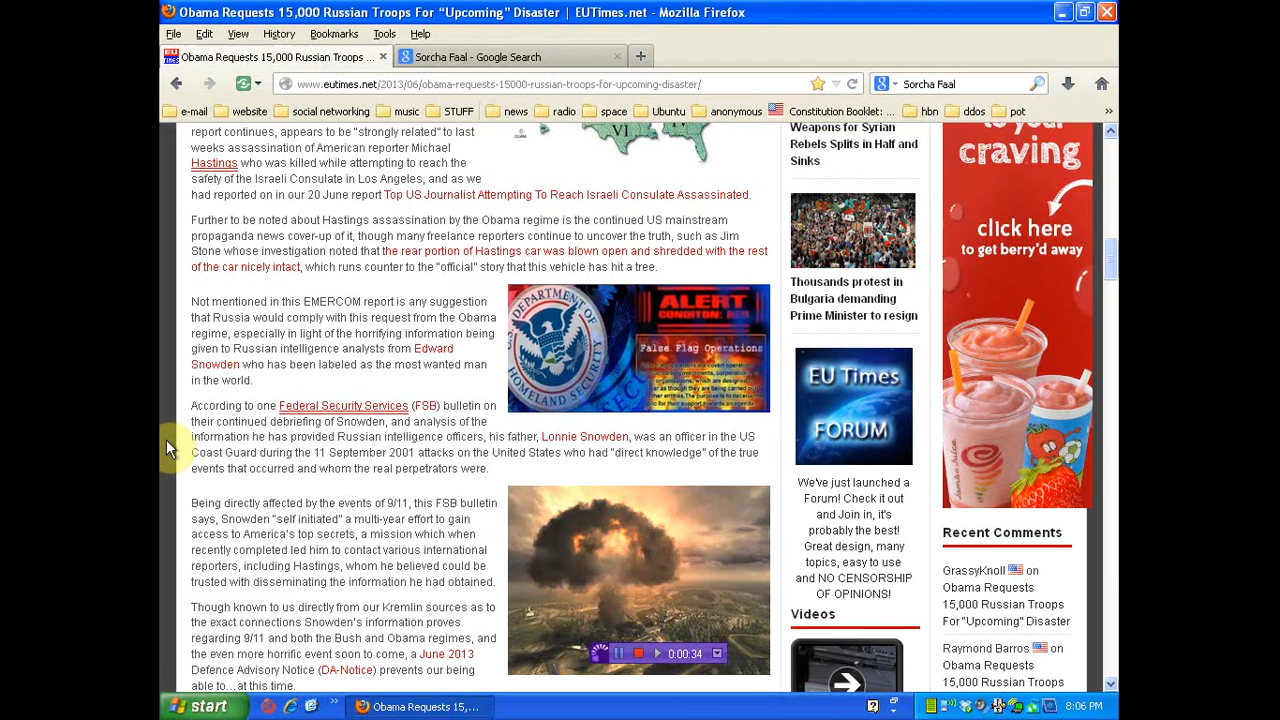 Obama Requests 15,000 Russian Troops For “Upcoming” Disaster | EUTimes.net - Mozilla Firefox
File Edit View History Bookmarks Tools Help
Obama Requests 15,000 Russian Troops ...
Sorcha Faal - Google Search
www.eutimes.net/2013/06/obama-requests-15000-russian-troops-for-upcoming-disaster/
Sorcha Faal
e-mail website social networking music STUFF news radio space Ubuntu anonymous Constitution Booklet: ... hbn ddos pot
report continues, appears to be "strongly related" to last
weeks assassination of American reporter Michael
Hastings who was killed while attempting to reach the
safety of the Israeli Consulate in Los Angeles, and as we
had reported on in our 20 June report Top US Journalist Attempting To Reach Israeli Consulate Assassinated.
Further to be noted about Hastings assassination by the Obama regime is the continued US mainstream
propaganda news cover-up of it, though many freelance reporters continue to uncover the truth, such as Jim
Stone whose investigation proved that the rear portion of Hastings car was blown open and shredded with the rest
of the car nicely intact, which runs counter to the "official" story that this vehicle has hit a tree.
Not mentioned in this EMERCOM report is any suggestion
that Russia would comply with this request from the Obama
regime, especially in light of the horrifying information being
given to Russian intelligence analysts from Edward
Snowden who has been labeled as the most wanted man
in the world.
According to one Federal Security Services (FSB) bulletin on
their continued debriefing of Snowden, and analysis of the
information he has provided Russian intelligence officers, his father, Lonnie Snowden, was an officer in the US
Coast Guard during the 11 September 2001 attacks on the United States who had "direct knowledge" of the true
events that occurred and whom the real perpetrators were.
Being directly affected by the events of 9/11, this FSB bulletin
says, Snowden "self initiated" a multi-year effort to gain
access to America's top secrets, a mission which when
recently completed led him to contact various international
reporters, including Hastings, whom he believed could be
trusted with disseminating the information he had obtained.
Though known to us directly from our Kremlin sources as to
the exact connections Snowden's information proves
regarding 9/11 and both the Bush and Obama regimes, and
the even more horrific event soon to come, a June 2013
Defence Advisory Notice (DA-Notice) prevents our being
able to…at this time.
VI
IV
DEPARTMENT
HOMELAND SECURITY
ALERT
False Flag Operations
0:00:34
Weapons for Syrian
Rebels Splits in Half and
Sinks
Thousands protest in
Bulgaria demanding
Prime Minister to resign
EU Times
FORUM
We've just launched a
Forum! Check it out
and Join in, it's
probably the best!
Great design, many
topics, easy to use
and NO CENSORSHIP
OF OPINIONS!
Videos
to your
craving
click here
to get berry'd away
Recent Comments
GrassyKnoll on
Obama Requests
15,000 Russian Troops
For "Upcoming" Disaster
Raymond Barros on
Obama Requests
15,000 Russian Troops
start
Obama Requests 15,...
8:06 PM